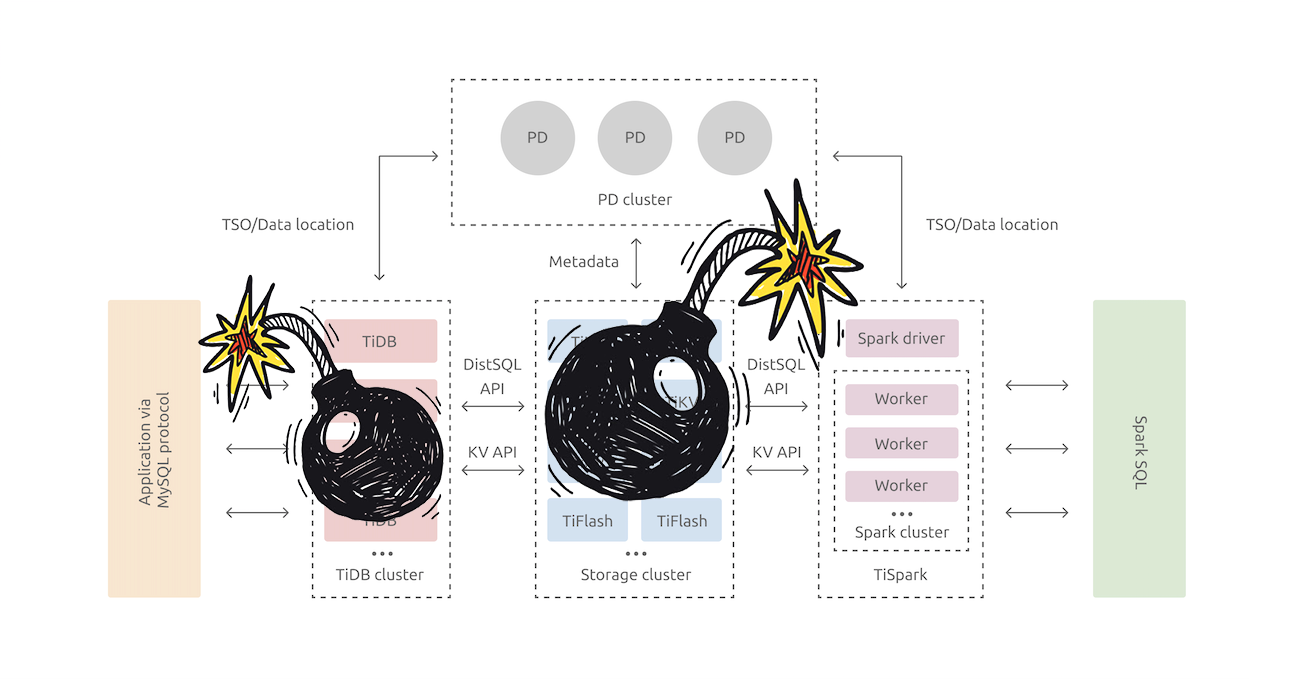 PD
PD
PD
PD cluster
TSO/Data location
TSO/Data location
Metadata
Application via
MySQL protocol
TiDB
TiDB
TiDB cluster
DistSQL
API
KV API
TiKV
TiFlash
TiFlash
Storage cluster
DistSQL
API
KV API
Spark driver
Worker
Worker
Worker
Spark cluster
TiSpark
Spark SQL